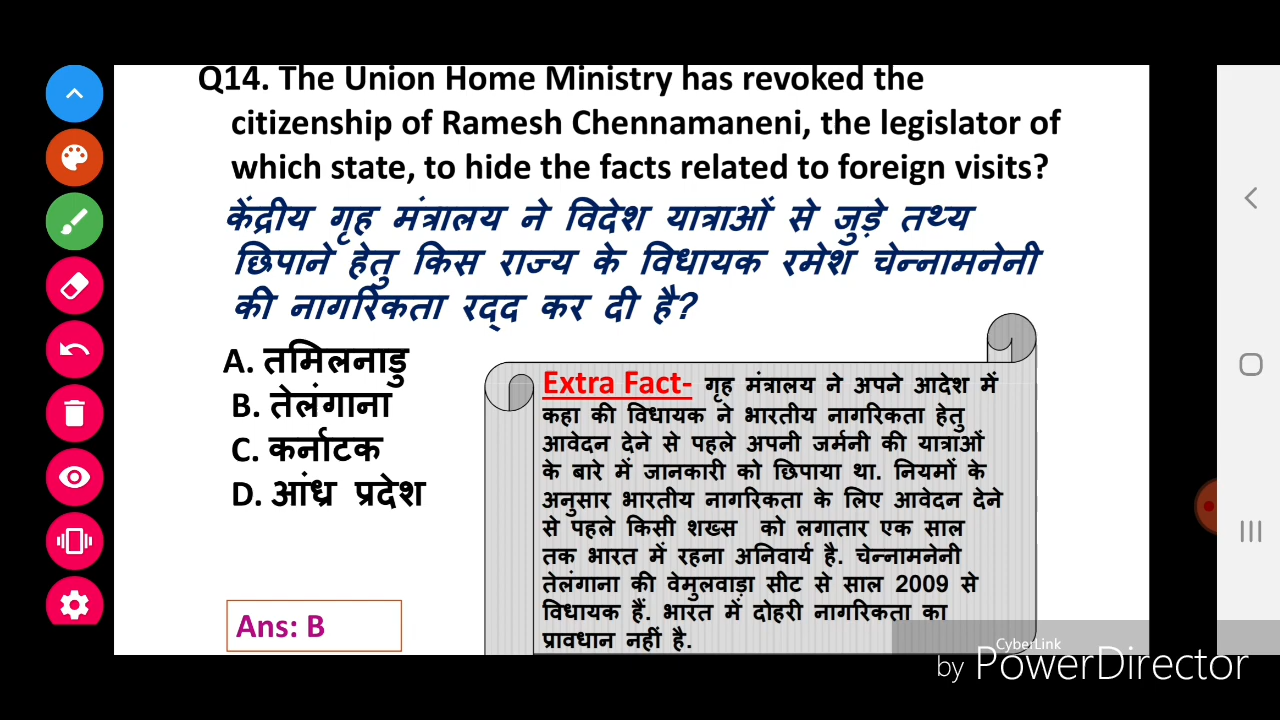 Q14. The Union Home Ministry has revoked the
citizenship of Ramesh Chennamaneni, the legislator of
which state, to hide the facts related to foreign visits?
केंद्रीय गृह मंत्रालय ने विदेश यात्राओं से जुड़े तथ्य
छिपाने हेतु किस राज्य के विधायक रमेश चेन्नामनेनी
की नागरिकता रद्द कर दी है?
A. तमिलनाडु
B. तेलंगाना
C. कर्नाटक
D. आंध्र प्रदेश
Ans: B
Extra Fact- गृह मंत्रालय ने अपने आदेश में
कहा की विधायक ने भारतीय नागरिकता हेतु
आवेदन देने से पहले अपनी जर्मनी की यात्राओं
के बारे में जानकारी को छिपाया था. नियमों के
अनुसार भारतीय नागरिकता के लिए आवेदन देने
से पहले किसी शख्स को लगातार एक साल
तक भारत में रहना अनिवार्य है. चेन्नामनेनी
तेलंगाना की वेमुलवाड़ा सीट से साल 2009 से
विधायक हैं. भारत में दोहरी नागरिकता का
प्रावधान नहीं है.
CyberLink
by PowerDirector